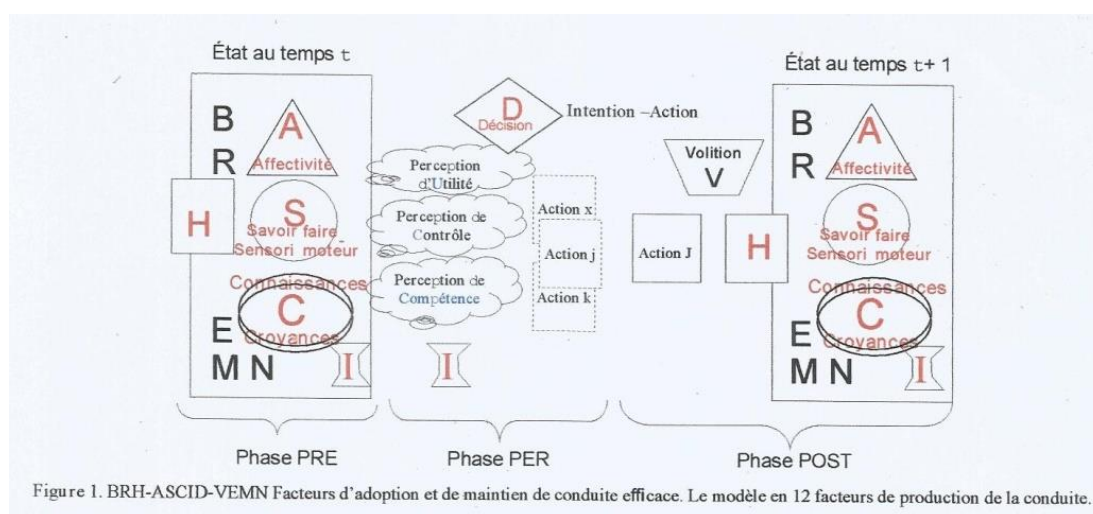 État au temps t
État au temps t+ 1
B
A
R
Affectivité
H
S
Savoir faire
Sensori moteur
Connaissances
C
E
Croyances
M N
I
D
Décision
Intention –Action
Perception
d'Utilité
Perception de
Contrôle
Perception de
Compétence
Action x
Action j
Action k
I
Volition
V
Action J
H
B
A
R
Affectivité
S
Savoir faire
Sensori moteur
Connaissances
C
E
Croyances
M N
I
Phase PRE
Phase PER
Phase POST
Figure 1. BRH-ASCID-VEMN Facteurs d'adoption et de maintien de conduite efficace. Le modèle en 12 facteurs de production de la conduite.